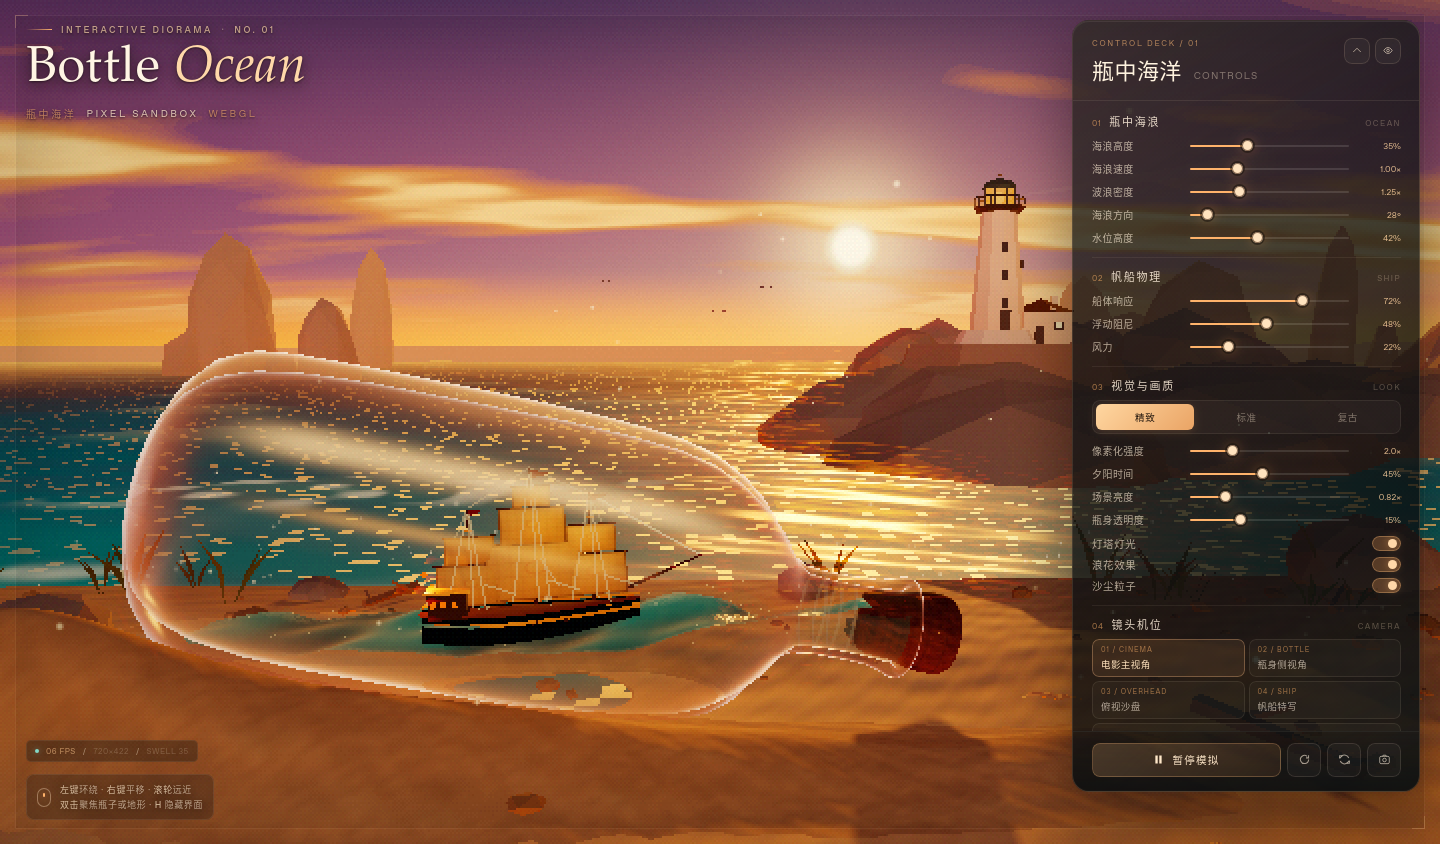 INTERACTIVE DIORAMA · NO. 01
Bottle Ocean
瓶中海洋 PIXEL SANDBOX WEBGL
CONTROL DECK / 01
瓶中海洋 CONTROLS
01 瓶中海浪 OCEAN
海浪高度 35%
海浪速度 1.00×
波浪密度 1.25×
海浪方向 28°
水位高度 42%
02 帆船物理 SHIP
船体响应 72%
浮动阻尼 48%
风力 22%
03 视觉与画质 LOOK
精致 标准 复古
像素化强度 2.0×
夕阳时间 45%
场景亮度 0.82×
瓶身透明度 15%
灯塔灯光
浪花效果
沙尘粒子
04 镜头机位 CAMERA
01 / CINEMA
电影主视角
02 / BOTTLE
瓶身侧视角
03 / OVERHEAD
俯视沙盘
04 / SHIP
帆船特写
暂停模拟
06 FPS / 720×422 / SWELL 35
左键环绕 · 右键平移 · 滚轮远近
双击聚焦瓶子或地形 · H 隐藏界面